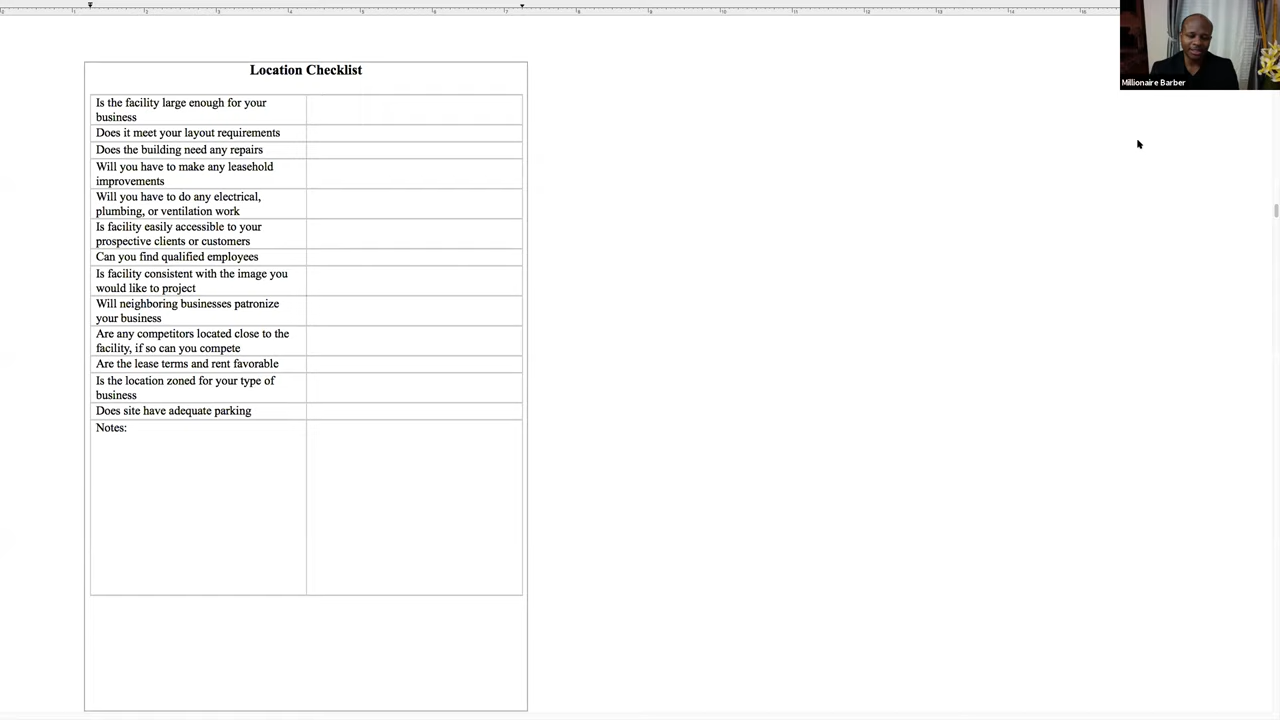 Location Checklist
Millionaire Barber
Is the facility large enough for your
business
Does it meet your layout requirements
Does the building need any repairs
Will you have to make any leasehold
improvements
Will you have to do any electrical,
plumbing, or ventilation work
Is facility easily accessible to your
prospective clients or customers
Can you find qualified employees
Is facility consistent with the image you
would like to project
Will neighboring businesses patronize
your business
Are any competitors located close to the
facility, if so can you compete
Are the lease terms and rent favorable
Is the location zoned for your type of
business
Does site have adequate parking
Notes: